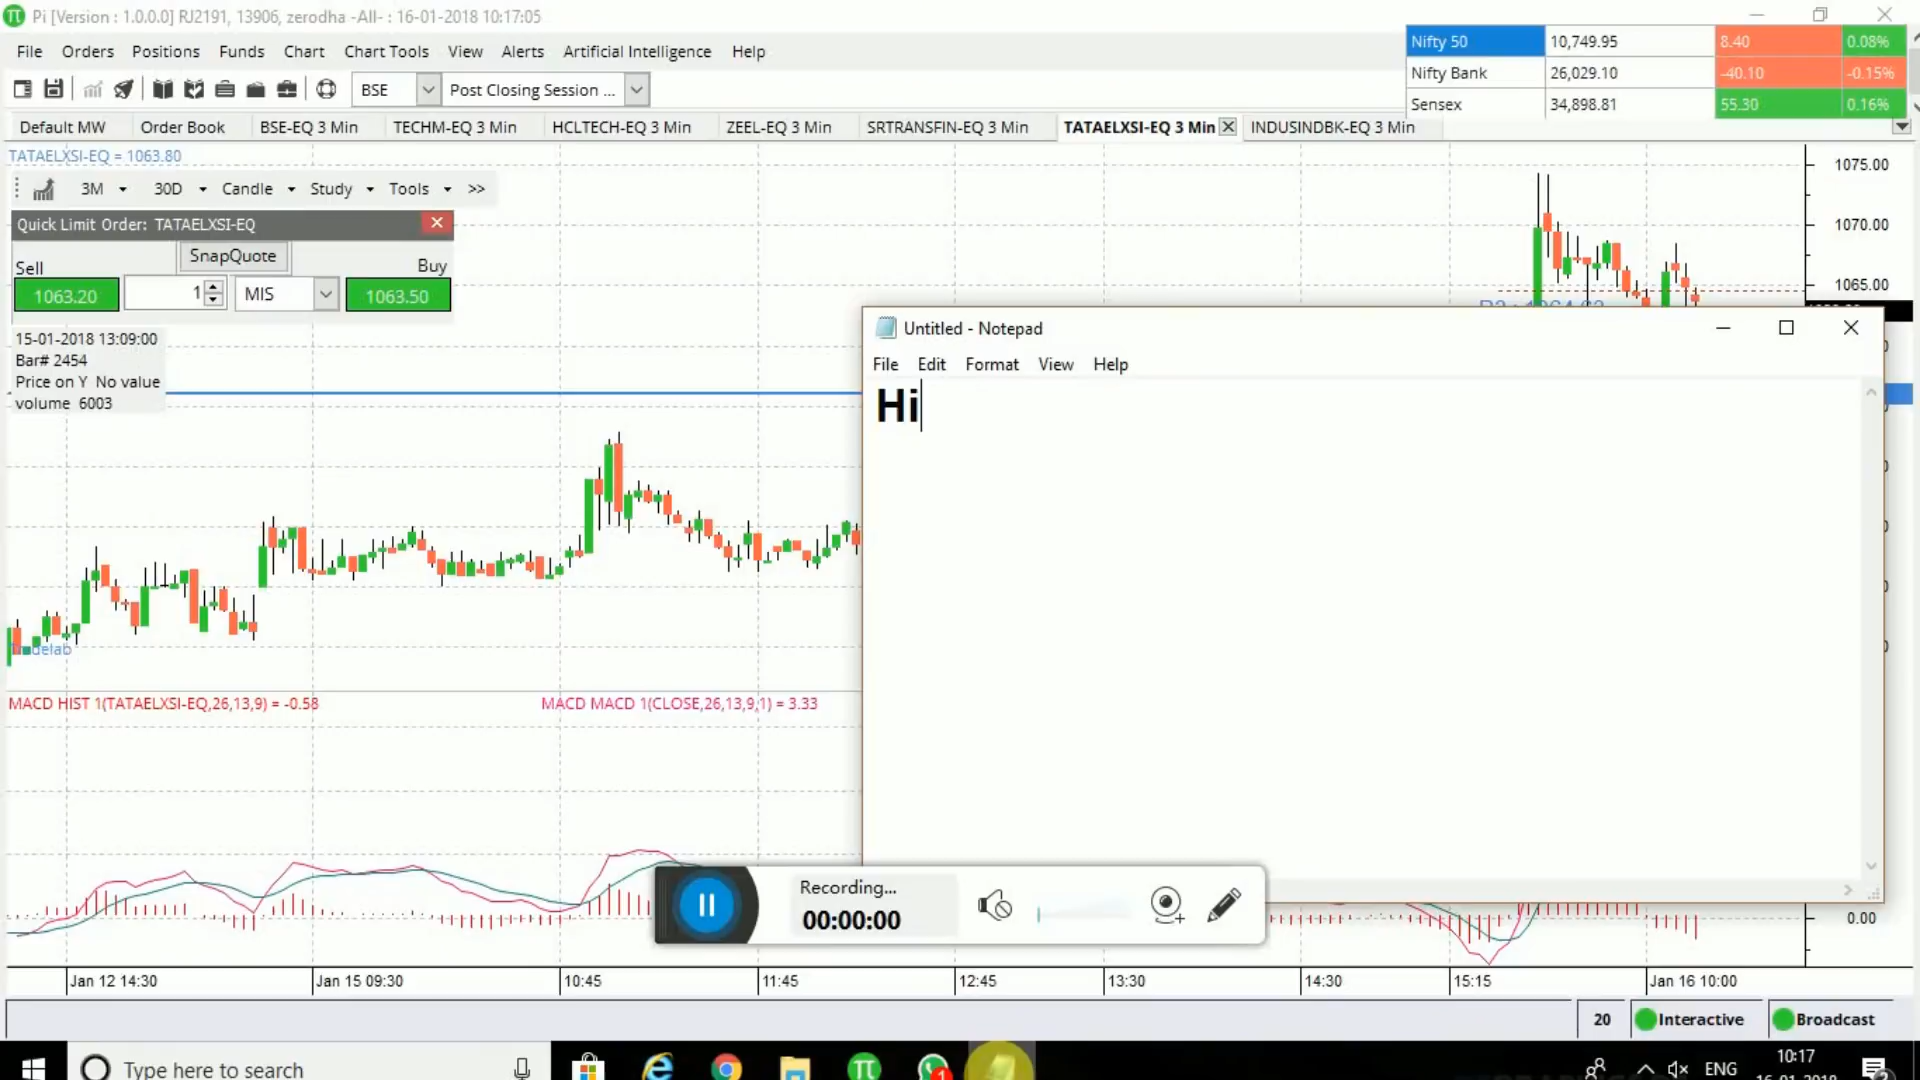 Pi [Version : 1.0.0.0] RJ2191, 13906, zerodha -All- : 16-01-2018 10:17:05
File Orders Positions Funds Chart Chart Tools View Alerts Artificial Intelligence Help
Nifty 50 10,749.95 8.40 0.08%
Nifty Bank 26,029.10 -40.10 -0.15%
Sensex 34,898.81 55.30 0.16%
BSE Post Closing Session ...
Default MW Order Book BSE-EQ 3 Min TECHM-EQ 3 Min HCLTECH-EQ 3 Min ZEEL-EQ 3 Min SRTRANSFIN-EQ 3 Min TATAELXSI-EQ 3 Min INDUSINDBK-EQ 3 Min
TATAELXSI-EQ = 1063.80
3M 30D Candle Study Tools >>
Quick Limit Order: TATAELXSI-EQ
SnapQuote
Sell Buy
1063.20 1 MIS 1063.50
15-01-2018 13:09:00
Bar# 2454
Price on Y No value
volume 6003
1075.00
1070.00
1065.00
Untitled - Notepad
File Edit Format View Help
Hi
MACD HIST 1(TATAELXSI-EQ,26,13,9) = -0.58
MACD MACD 1(CLOSE,26,13,9,1) = 3.33
Recording...
00:00:00
0.00
Jan 12 14:30 Jan 15 09:30 10:45 11:45 12:45 13:30 14:30 15:15 Jan 16 10:00
20 Interactive Broadcast
Type here to search
1
ENG
10:17